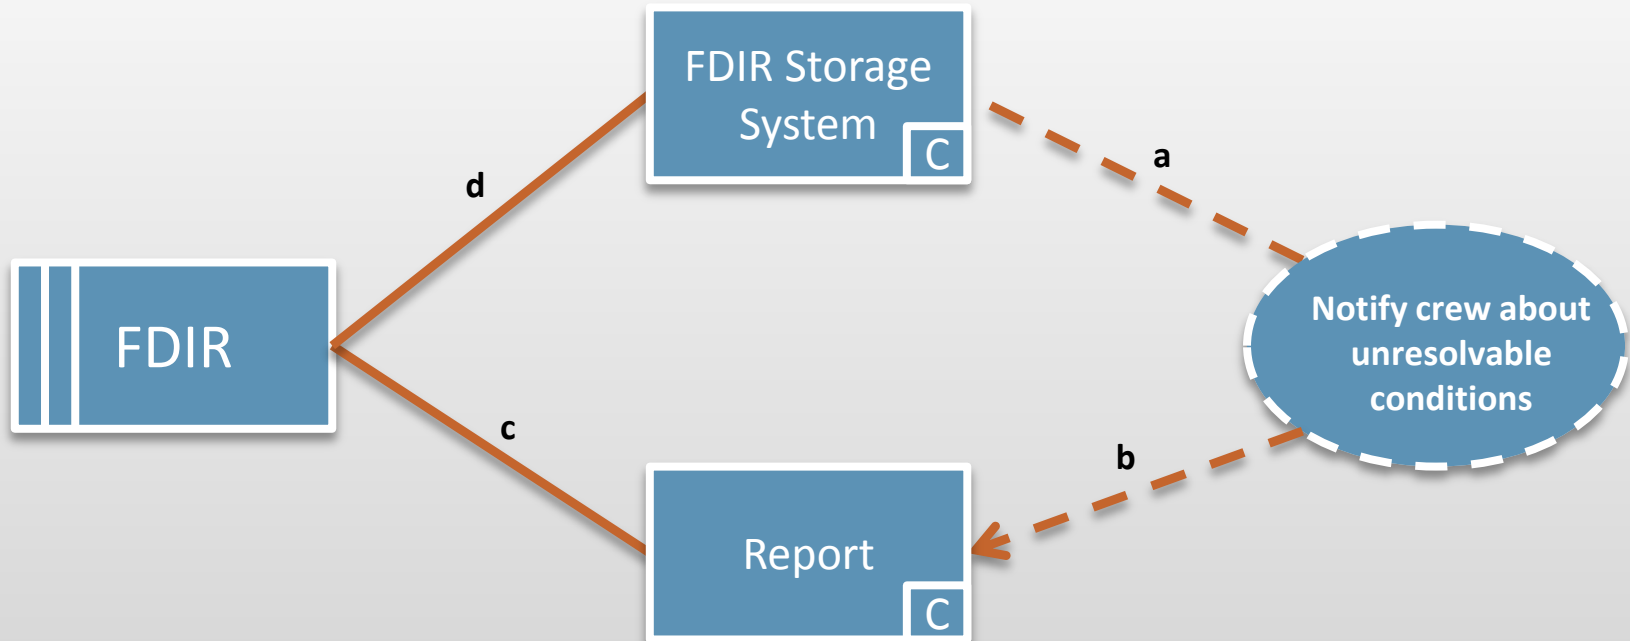 FDIR Storage
System
C
a
d
FDIR
Notify crew about
unresolvable
conditions
c
b
Report
C